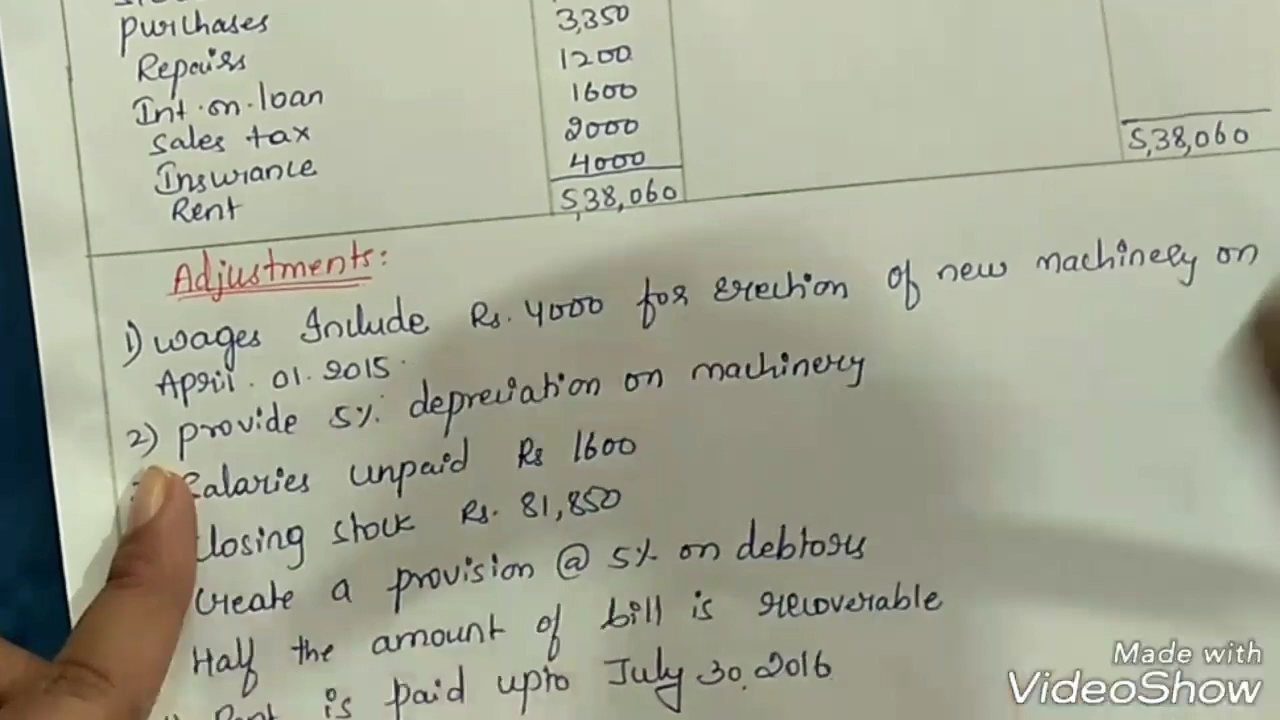 Purchases
3,350
Repairs
1200
Int. on. loan
1600
Sales tax
2000
Insurance
4000
Rent
5,38,060
5,38,060
Adjustments:
1) wages Include Rs. 4000 for erection of new machinery on
April. 01. 2015.
2) provide 5% depreciation on machinery
Salaries unpaid Rs 1600
Closing stock Rs. 81,850
Create a provision @ 5% on debtors
Half the amount of bill is recoverable
Rent is paid upto July 30. 2016
Made with
VideoShow